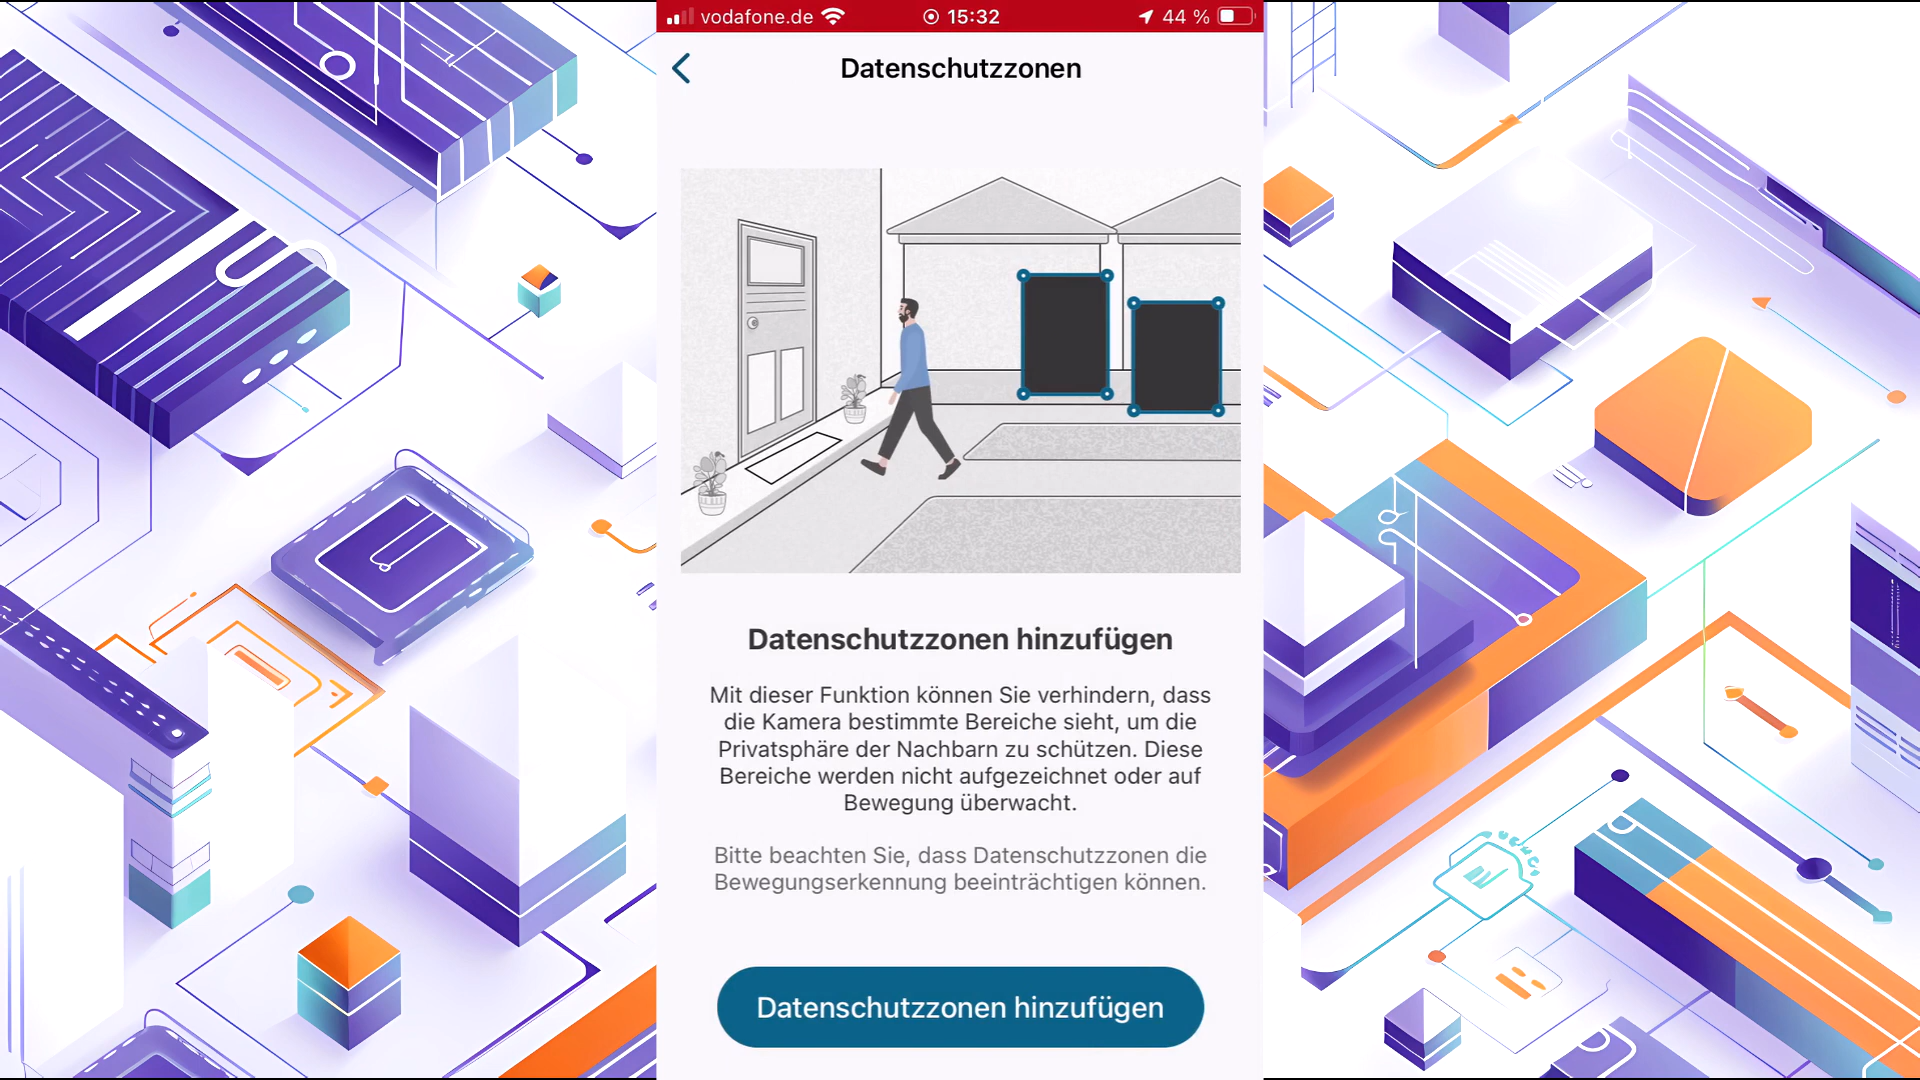 vodafone.de
15:32
44 %
Datenschutzzonen
Datenschutzzonen hinzufügen
Mit dieser Funktion können Sie verhindern, dass
die Kamera bestimmte Bereiche sieht, um die
Privatsphäre der Nachbarn zu schützen. Diese
Bereiche werden nicht aufgezeichnet oder auf
Bewegung überwacht.
Bitte beachten Sie, dass Datenschutzzonen die
Bewegungserkennung beeinträchtigen können.
Datenschutzzonen hinzufügen